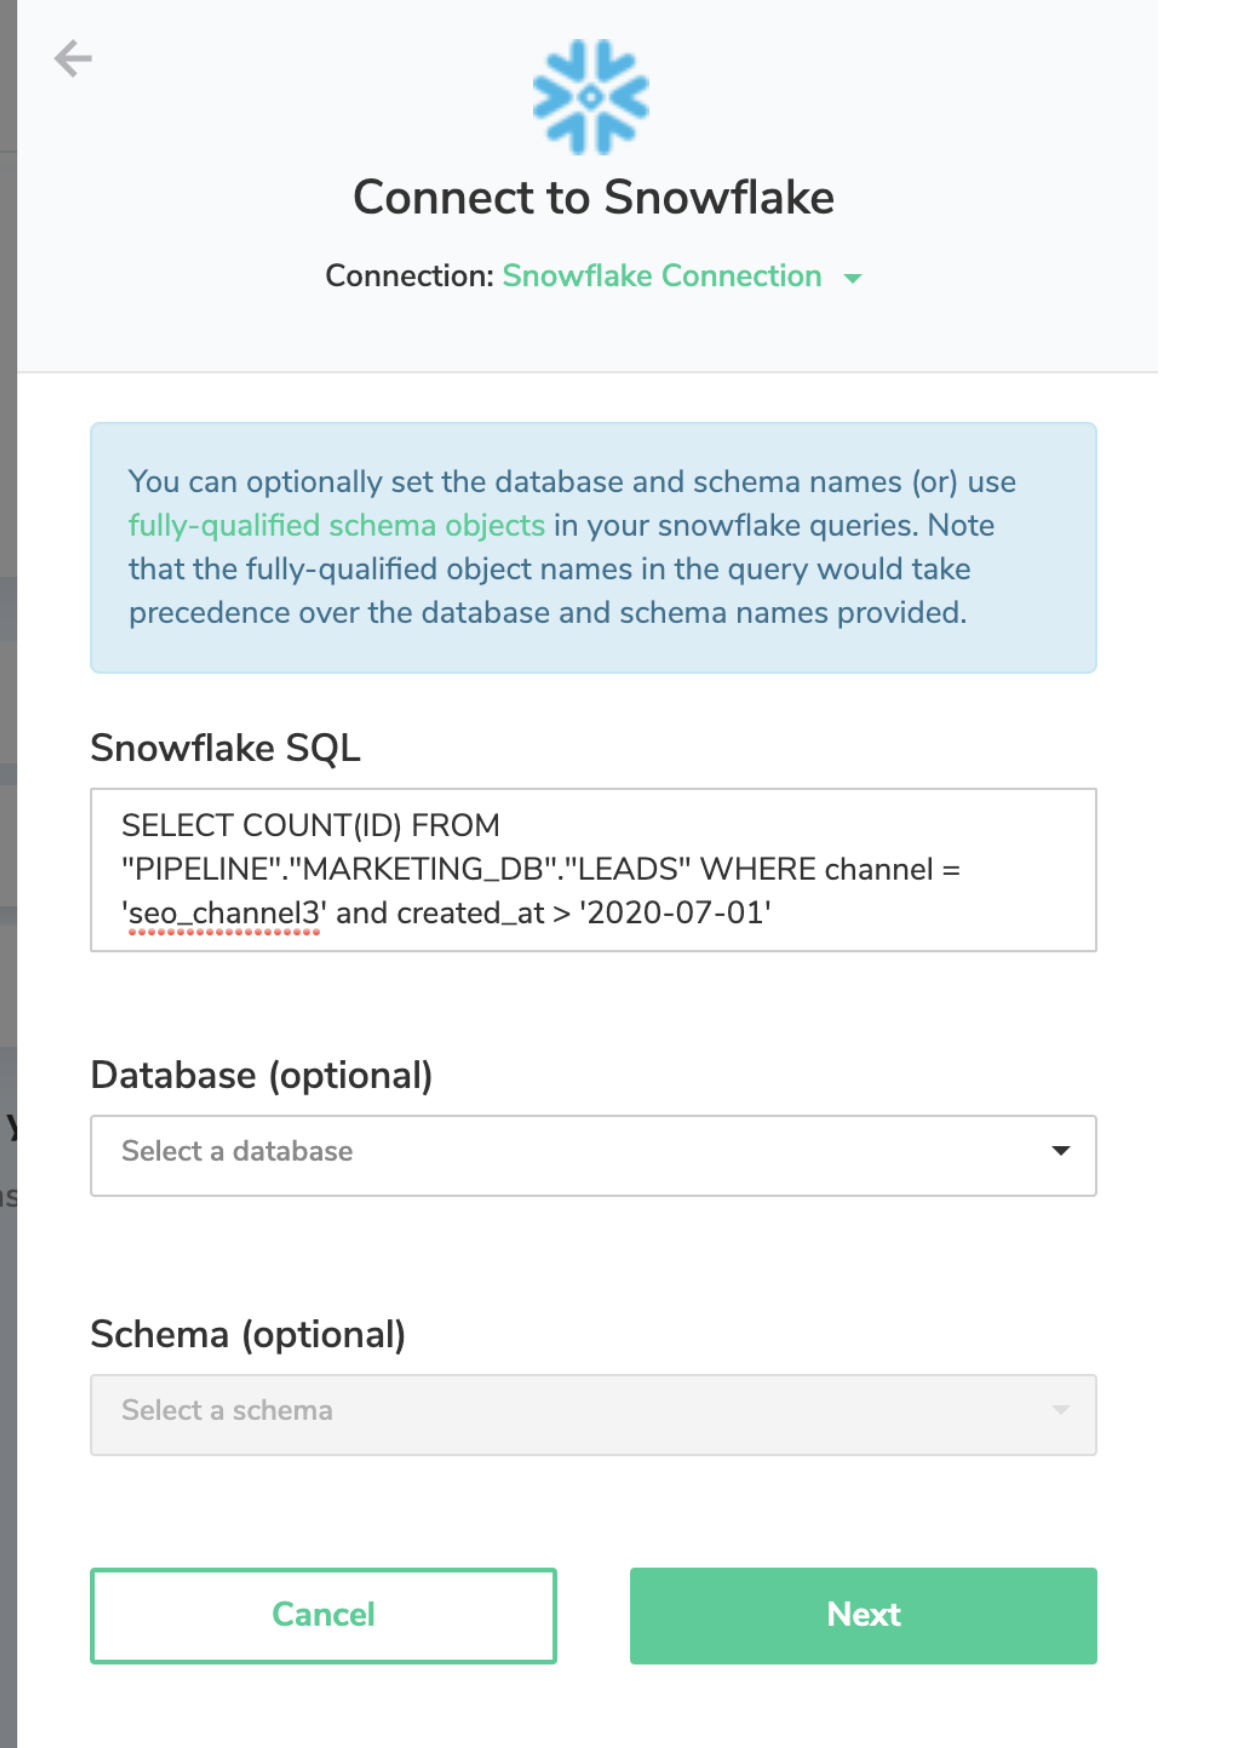 Connect to Snowflake
Connection: Snowflake Connection
You can optionally set the database and schema names (or) use
fully-qualified schema objects in your snowflake queries. Note
that the fully-qualified object names in the query would take
precedence over the database and schema names provided.
Snowflake SQL
SELECT COUNT(ID) FROM
"PIPELINE"."MARKETING_DB"."LEADS" WHERE channel =
'seo_channel3' and created_at > '2020-07-01'
Database (optional)
Select a database
Schema (optional)
Select a schema
Cancel
Next